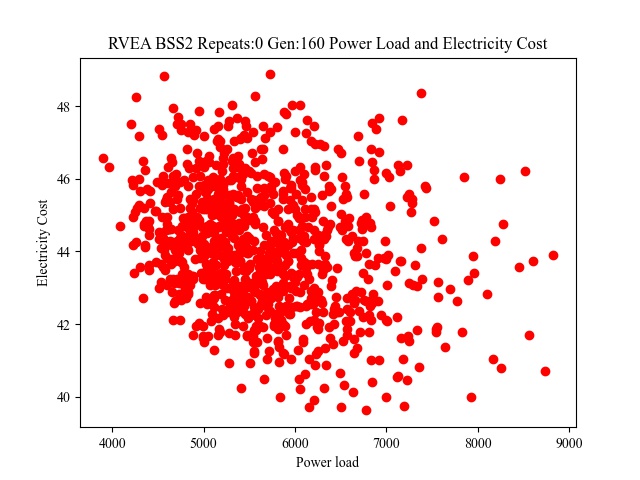 RVEA BSS2 Repeats:0 Gen:160 Power Load and Electricity Cost
48
46
44
42
40
Electricity Cost
4000 5000 6000 7000 8000 9000
Power load